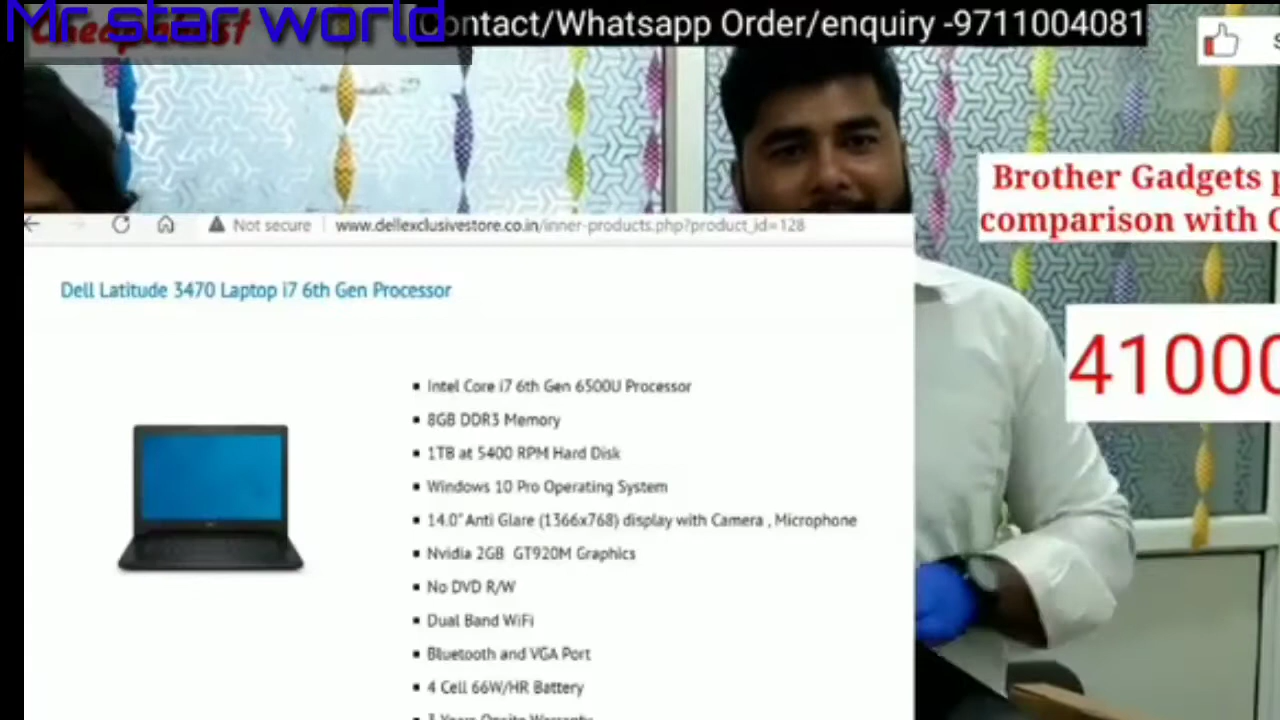 Mr. star world
Contact/Whatsapp Order/enquiry -9711004081
Brother Gadgets
comparison with
Not secure
www.dellexclusivestore.co.in/inner-products.php?product_id=128
Dell Latitude 3470 Laptop i7 6th Gen Processor
41000
▪ Intel Core i7 6th Gen 6500U Processor
▪ 8GB DDR3 Memory
▪ 1TB at 5400 RPM Hard Disk
▪ Windows 10 Pro Operating System
▪ 14.0" Anti Glare (1366x768) display with Camera , Microphone
▪ Nvidia 2GB GT920M Graphics
▪ No DVD R/W
▪ Dual Band WiFi
▪ Bluetooth and VGA Port
▪ 4 Cell 66W/HR Battery
▪ 3 Years Onsite Warranty